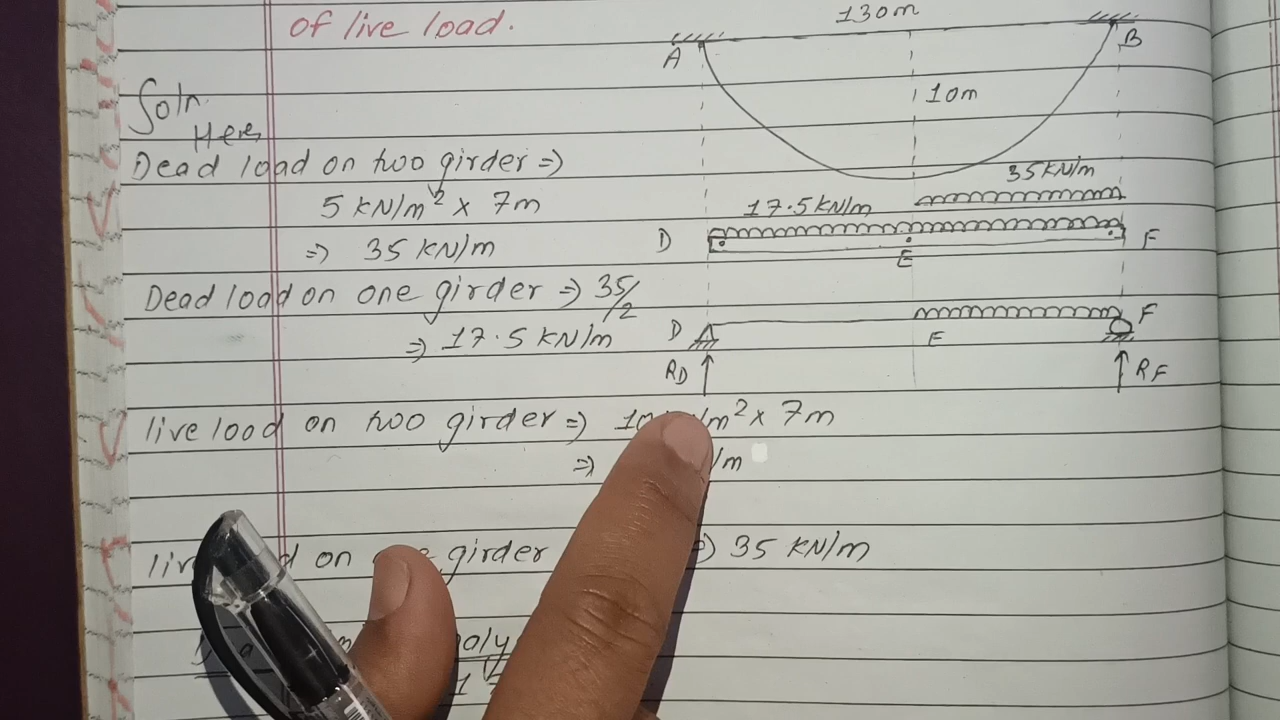 of live load.
130m
A
B
10m
Soln.
Here,
Dead load on two girder ⇒
5 KN/m² x 7m
⇒ 35 KN/m
Dead load on one girder ⇒ 35/2
⇒ 17.5 KN/m
35 KN/m
17.5 KN/m
D
E
F
D
E
F
RD
RF
live load on two girder ⇒ /m² x 7m
⇒ /m
on girder ⇒ 35 KN/m